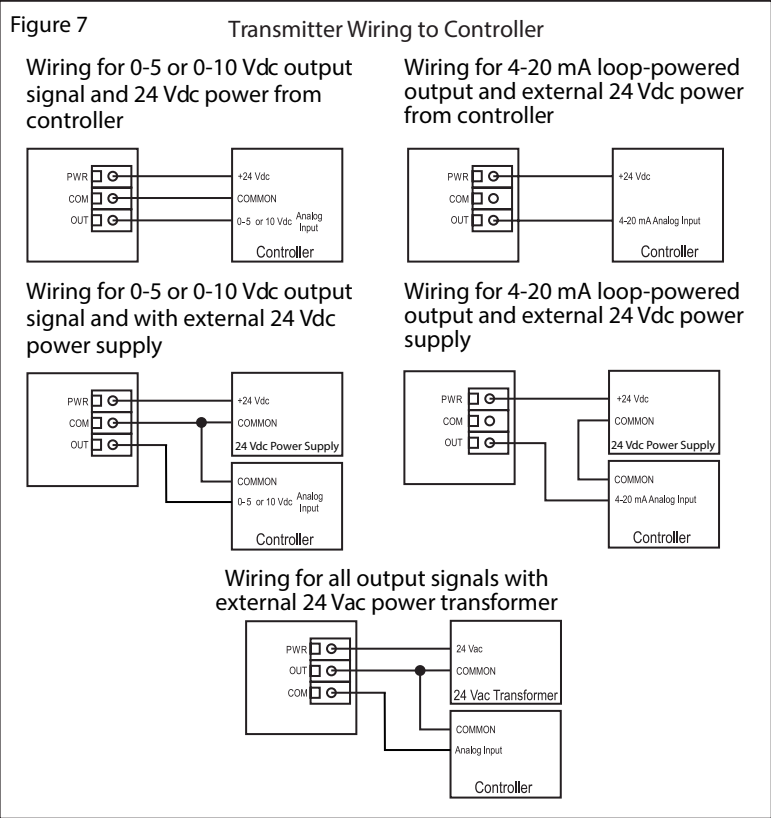 Figure 7
Transmitter Wiring to Controller
Wiring for 0-5 or 0-10 Vdc output
signal and 24 Vdc power from
controller
PWR
COM
OUT
+24 Vdc
COMMON
0-5 or 10 Vdc Analog
Input
Controller
Wiring for 4-20 mA loop-powered
output and external 24 Vdc power
from controller
PWR
COM
OUT
+24 Vdc
4-20 mA Analog Input
Controller
Wiring for 0-5 or 0-10 Vdc output
signal and with external 24 Vdc
power supply
PWR
COM
OUT
+24 Vdc
COMMON
24 Vdc Power Supply
COMMON
0-5 or 10 Vdc Analog
Input
Controller
Wiring for 4-20 mA loop-powered
output and external 24 Vdc power
supply
PWR
COM
OUT
+24 Vdc
COMMON
24 Vdc Power Supply
COMMON
4-20 mA Analog Input
Controller
Wiring for all output signals with
external 24 Vac power transformer
PWR
OUT
COM
24 Vac
COMMON
24 Vac Transformer
COMMON
Analog Input
Controller